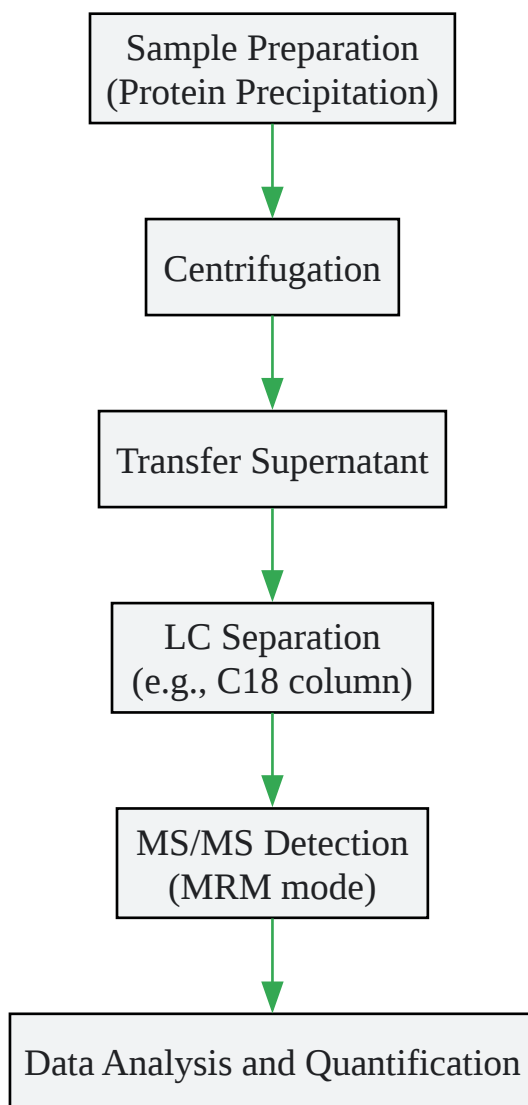 Sample Preparation
(Protein Precipitation)
Centrifugation
Transfer Supernatant
LC Separation
(e.g., C18 column)
MS/MS Detection
(MRM mode)
Data Analysis and Quantification